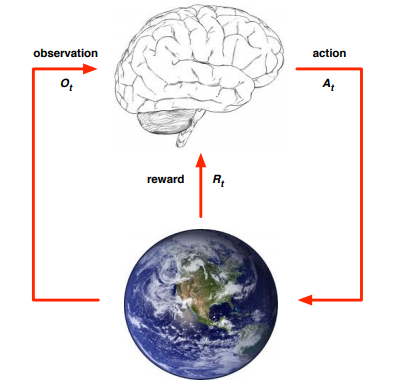 observation
O_t
action
A_t
reward
R_t